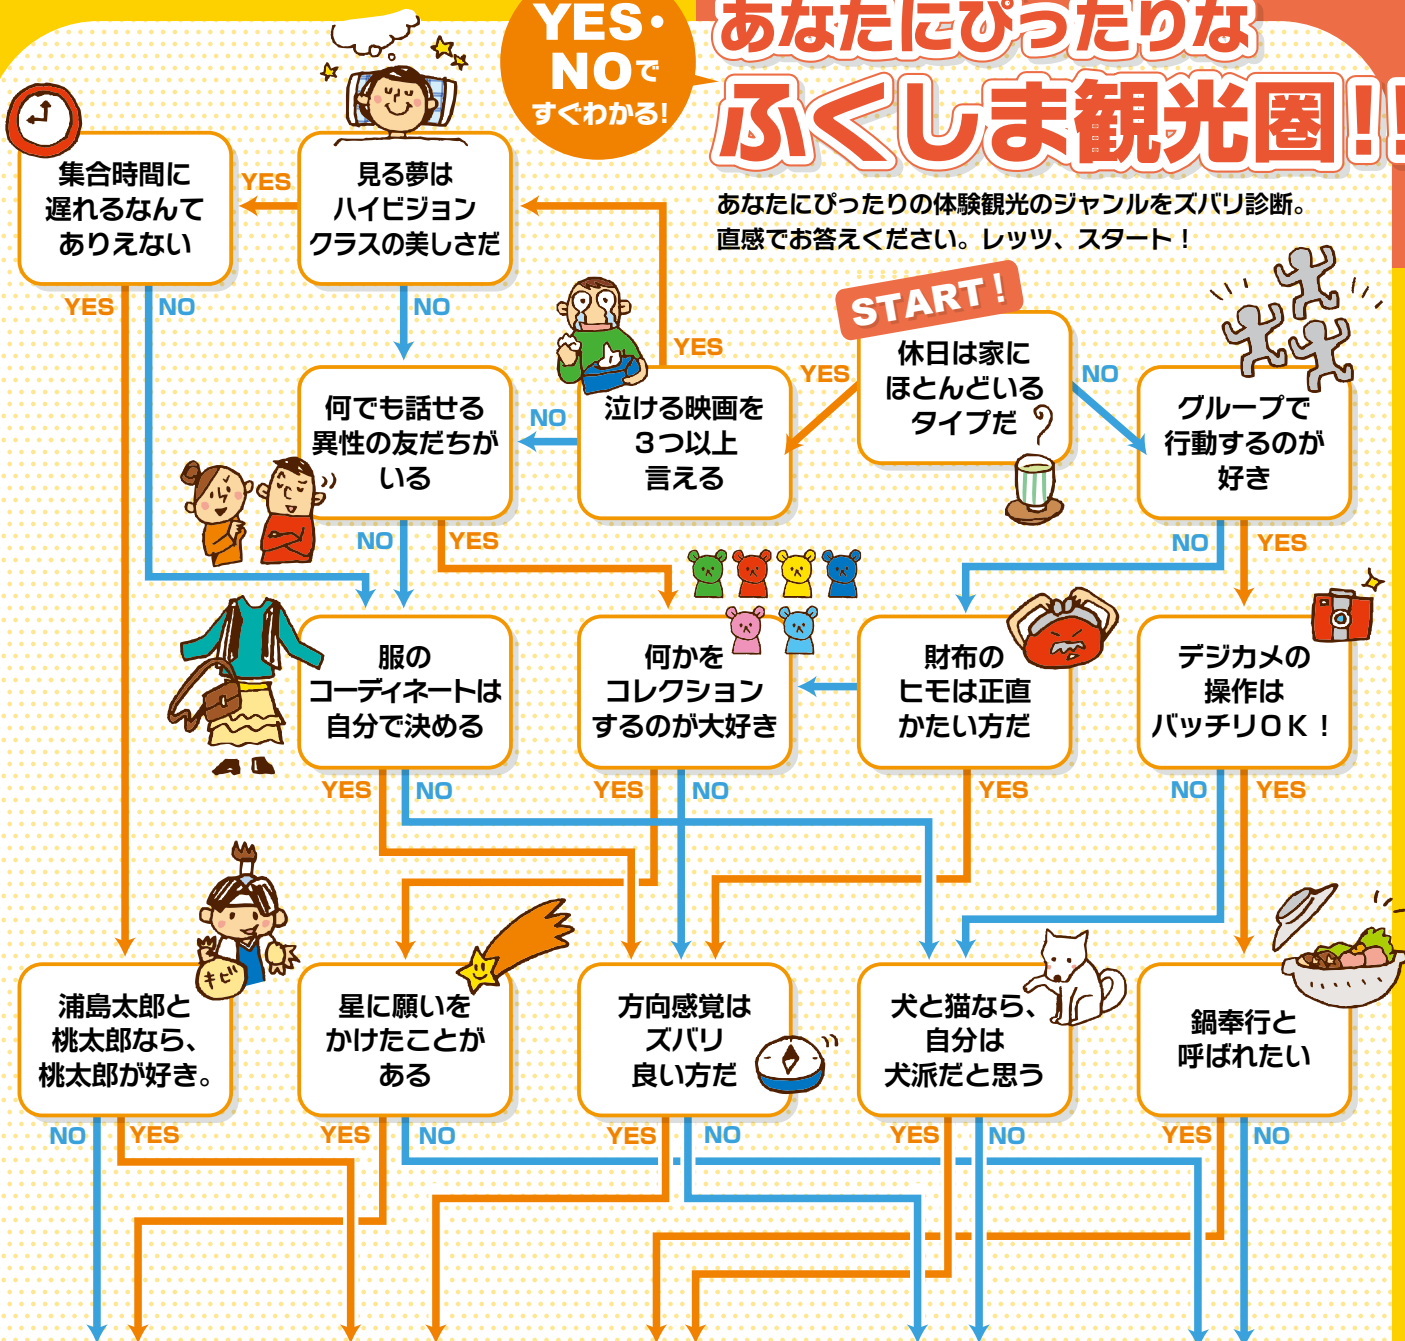 YES・
NOで
すぐわかる!
あなたにぴったりな
ふくしま観光圏!!
あなたにぴったりの体験観光のジャンルをズバリ診断。
直感でお答えください。レッツ、スタート！
集合時間に
遅れるなんて
ありえない
YES
見る夢は
ハイビジョン
クラスの美しさだ
YES
NO
NO
START！
休日は家に
ほとんどいる
タイプだ
YES
NO
YES
何でも話せる
異性の友だちが
いる
NO
泣ける映画を
３つ以上
言える
グループで
行動するのが
好き
NO
YES
NO
YES
服の
コーディネートは
自分で決める
何かを
コレクション
するのが大好き
財布の
ヒモは正直
かたい方だ
デジカメの
操作は
バッチリＯＫ！
YES
NO
YES
NO
YES
NO
YES
キビ
浦島太郎と
桃太郎なら、
桃太郎が好き。
星に願いを
かけたことが
ある
方向感覚は
ズバリ
良い方だ
犬と猫なら、
自分は
犬派だと思う
鍋奉行と
呼ばれたい
NO
YES
YES
NO
YES
NO
YES
NO
YES
NO